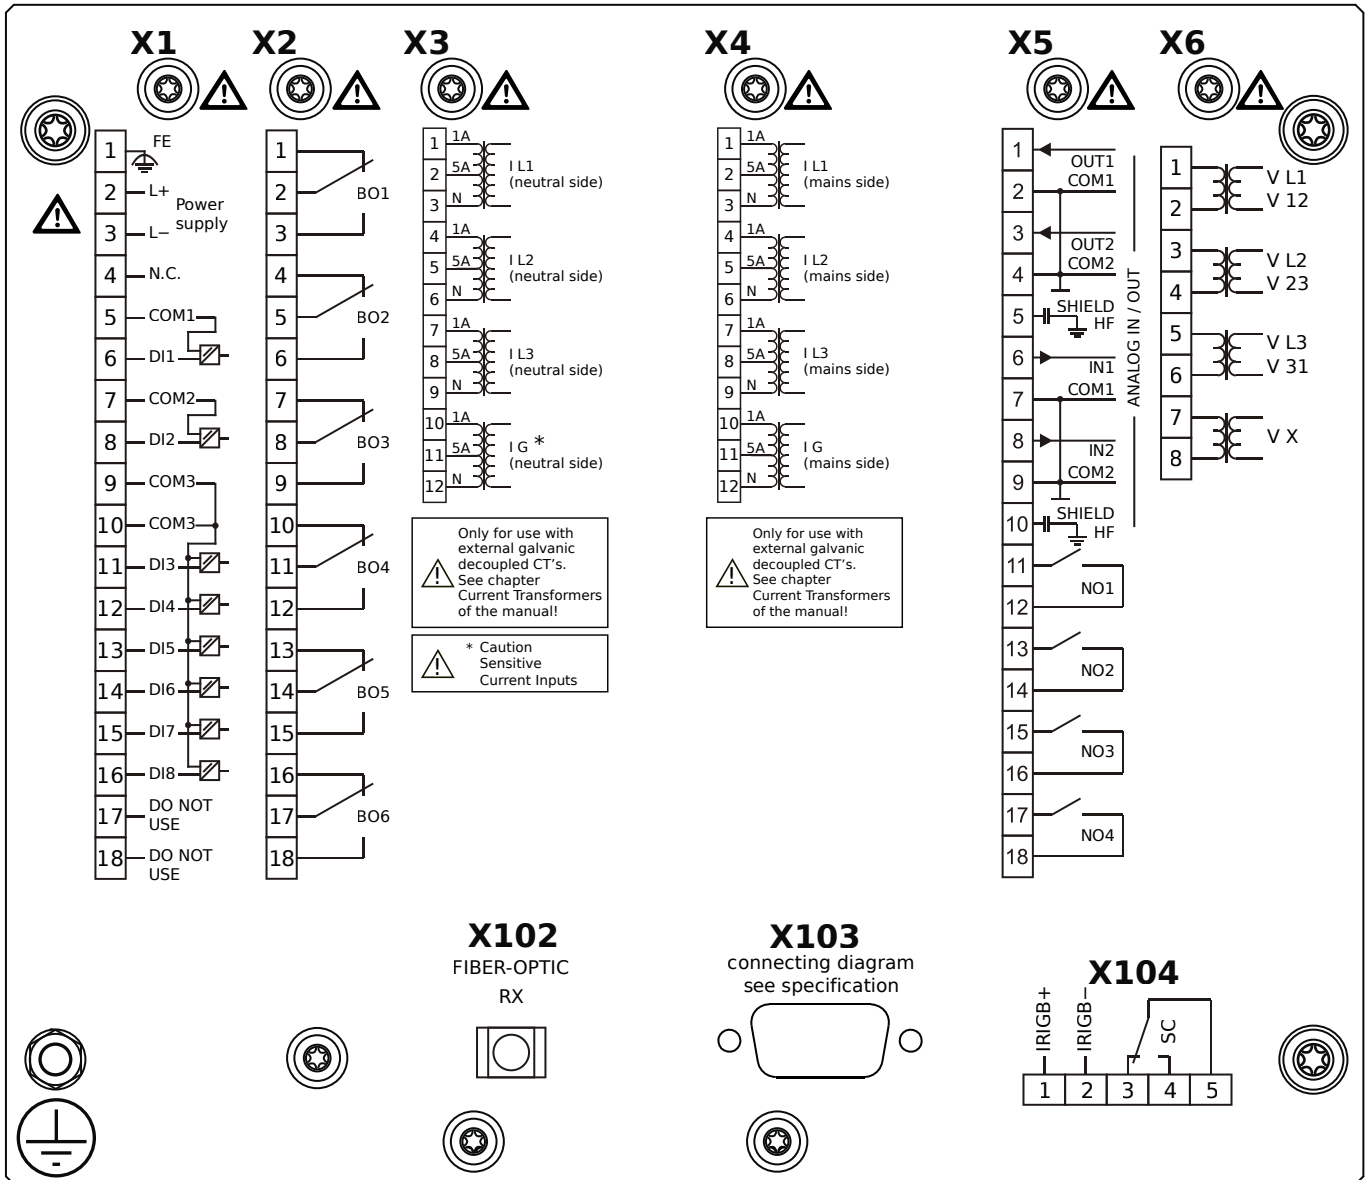 X1
X2
X3
X4
X5
X6
1
FE
2
L+
Power
supply
3
L−
4
N.C.
5
COM1
6
DI1
7
COM2
8
DI2
9
COM3
10
COM3
11
DI3
12
DI4
13
DI5
14
DI6
15
DI7
16
DI8
17
DO NOT
USE
18
DO NOT
USE
1
2
BO1
3
4
5
BO2
6
7
8
BO3
9
10
11
BO4
12
13
14
BO5
15
16
17
BO6
18
1
1A
2
5A
I L1
(neutral side)
3
N
4
1A
5
5A
I L2
(neutral side)
6
N
7
1A
8
5A
I L3
(neutral side)
9
N
10
1A
11
5A
I G *
(neutral side)
12
N
Only for use with
external galvanic
decoupled CT's.
See chapter
Current Transformers
of the manual!
* Caution
Sensitive
Current Inputs
1
1A
2
5A
I L1
(mains side)
3
N
4
1A
5
5A
I L2
(mains side)
6
N
7
1A
8
5A
I L3
(mains side)
9
N
10
1A
11
5A
I G
(mains side)
12
N
Only for use with
external galvanic
decoupled CT's.
See chapter
Current Transformers
of the manual!
1
OUT1
2
COM1
3
OUT2
4
COM2
5
SHIELD
HF
6
IN1
7
COM1
8
IN2
9
COM2
10
SHIELD
HF
ANALOG IN / OUT
11
NO1
12
13
NO2
14
15
NO3
16
17
NO4
18
1
V L1
2
V 12
3
V L2
4
V 23
5
V L3
6
V 31
7
V X
8
X102
FIBER-OPTIC
RX
X103
connecting diagram
see specification
X104
IRIGB+
IRIGB−
SC
1 2 3 4 5